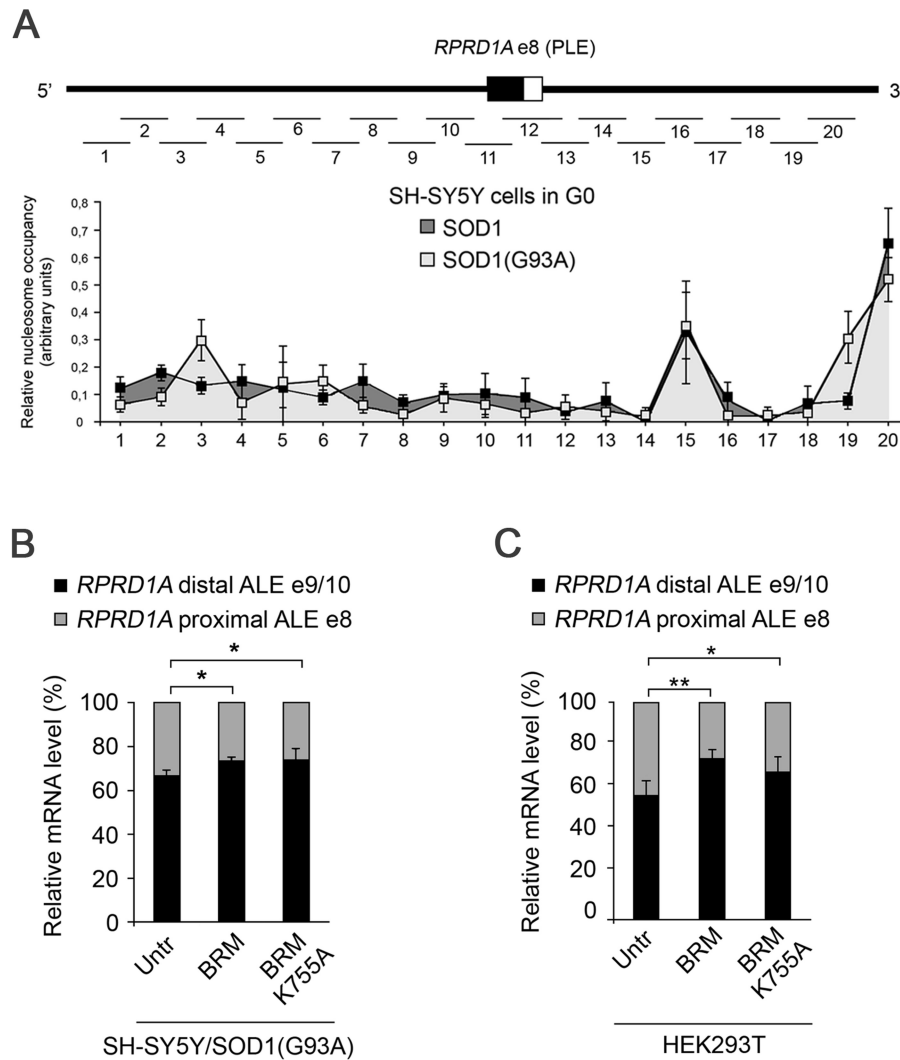 A
RPRD1A e8 (PLE)
5’
3
2 4 6 8 10 12 14 16 18 20
1 3 5 7 9 11 13 15 17 19
SH-SY5Y cells in G0
SOD1
SOD1(G93A)
Relative nucleosome occupancy
(arbitrary units)
0,8
0,7
0,6
0,5
0,4
0,3
0,2
0,1
0
1 2 3 4 5 6 7 8 9 10 11 12 13 14 15 16 17 18 19 20
B
RPRD1A distal ALE e9/10
RPRD1A proximal ALE e8
*
*
Relative mRNA level (%)
100
80
60
40
20
0
Untr
BRM
BRM
K755A
SH-SY5Y/SOD1(G93A)
C
RPRD1A distal ALE e9/10
RPRD1A proximal ALE e8
*
**
Relative mRNA level (%)
100
80
60
40
20
0
Untr
BRM
BRM
K755A
HEK293T